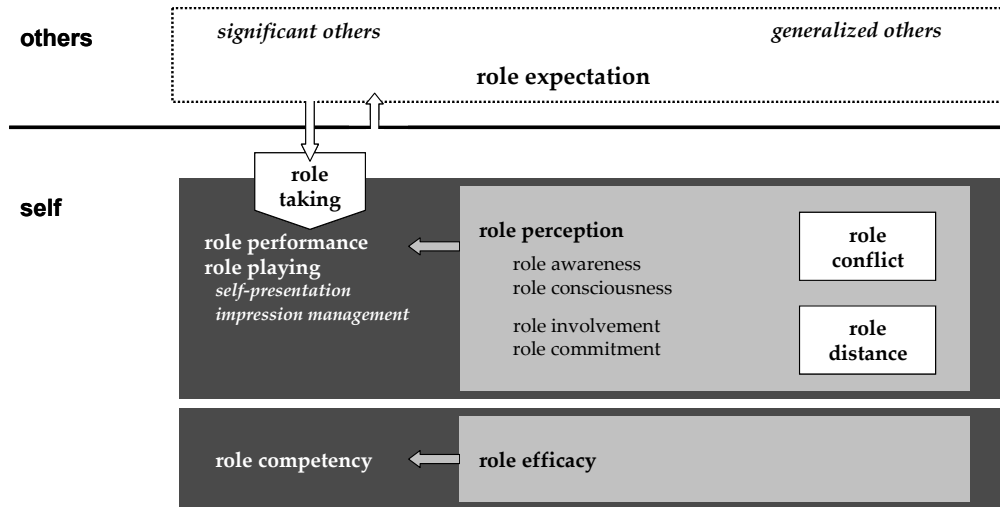 others
significant others
generalized others
role expectation
self
role
taking
role performance
role playing
self-presentation
impression management
role perception
role awareness
role consciousness
role involvement
role commitment
role
conflict
role
distance
role competency
role efficacy